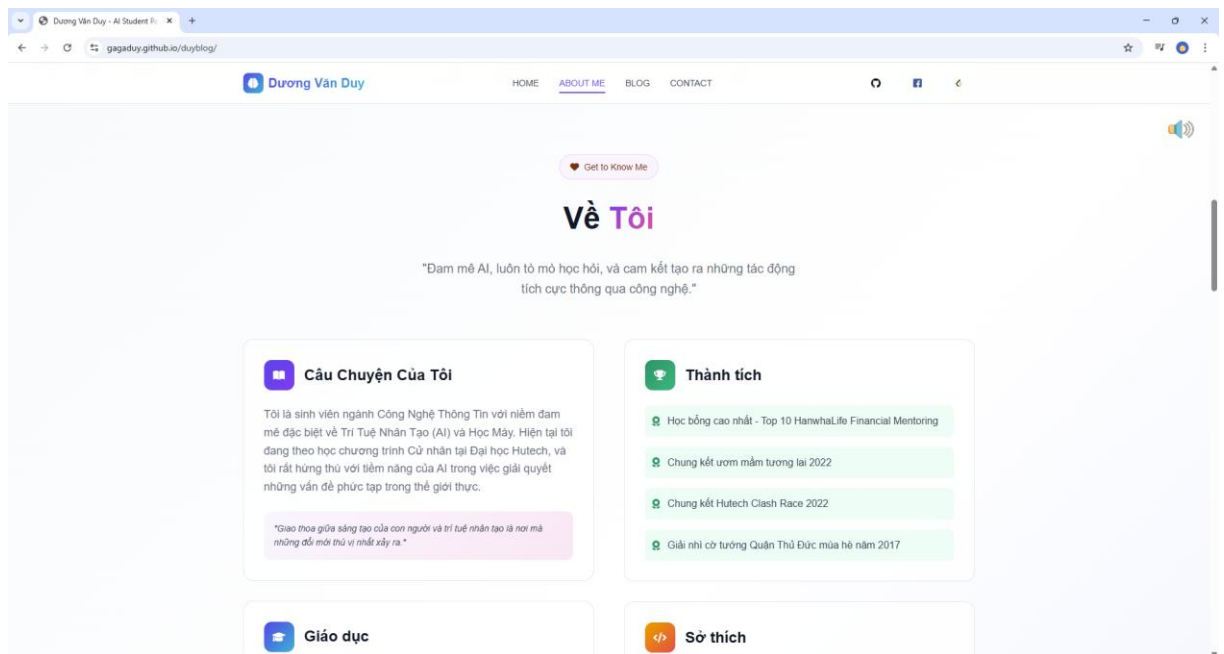 Dương Văn Duy - AI Student Po
gagaduy.github.io/duyblog/
Dương Văn Duy
HOME
ABOUT ME
BLOG
CONTACT
Get to Know Me
Về Tôi
"Đam mê AI, luôn tò mò học hỏi, và cam kết tạo ra những tác động
tích cực thông qua công nghệ."
Câu Chuyện Của Tôi
Tôi là sinh viên ngành Công Nghệ Thông Tin với niềm đam
mê đặc biệt về Trí Tuệ Nhân Tạo (AI) và Học Máy. Hiện tại tôi
đang theo học chương trình Cử nhân tại Đại học Hutech, và
tôi rất hứng thú với tiềm năng của AI trong việc giải quyết
những vấn đề phức tạp trong thế giới thực.
"Giao thoa giữa sáng tạo của con người và trí tuệ nhân tạo là nơi mà
những đổi mới thú vị nhất xảy ra."
Thành tích
Học bổng cao nhất - Top 10 HanwhaLife Financial Mentoring
Chung kết ươm mầm tương lai 2022
Chung kết Hutech Clash Race 2022
Giải nhì cờ tướng Quận Thủ Đức mùa hè năm 2017
Giáo dục
Sở thích